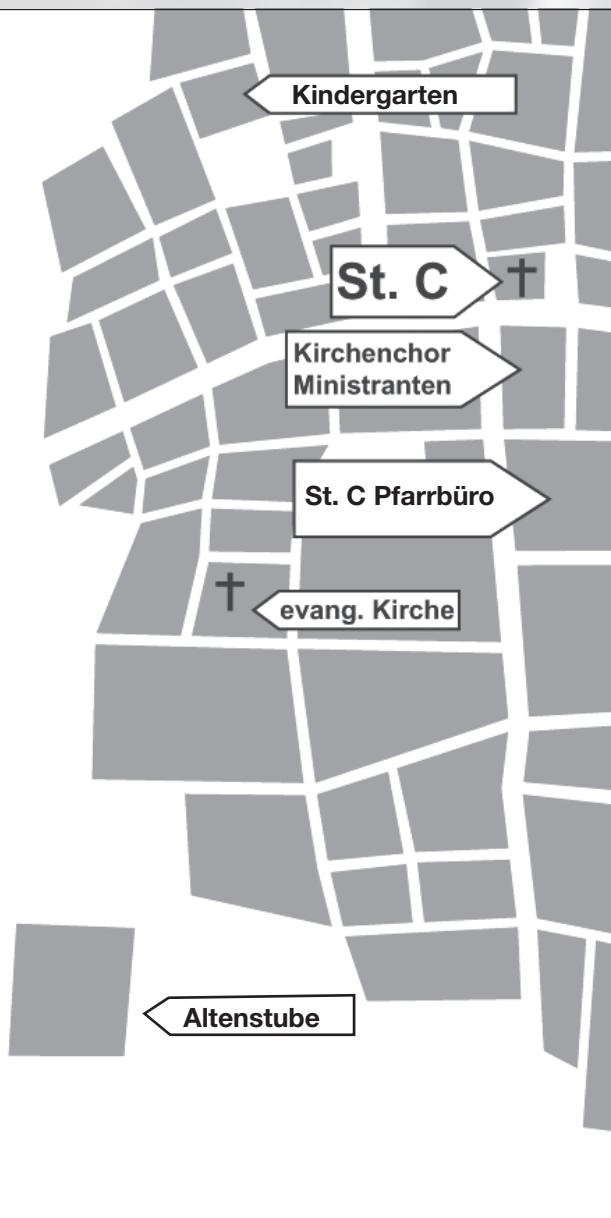 Kindergarten
St. C
Kirchenchor
Ministranten
St. C Pfarrbüro
evang. Kirche
Altenstube